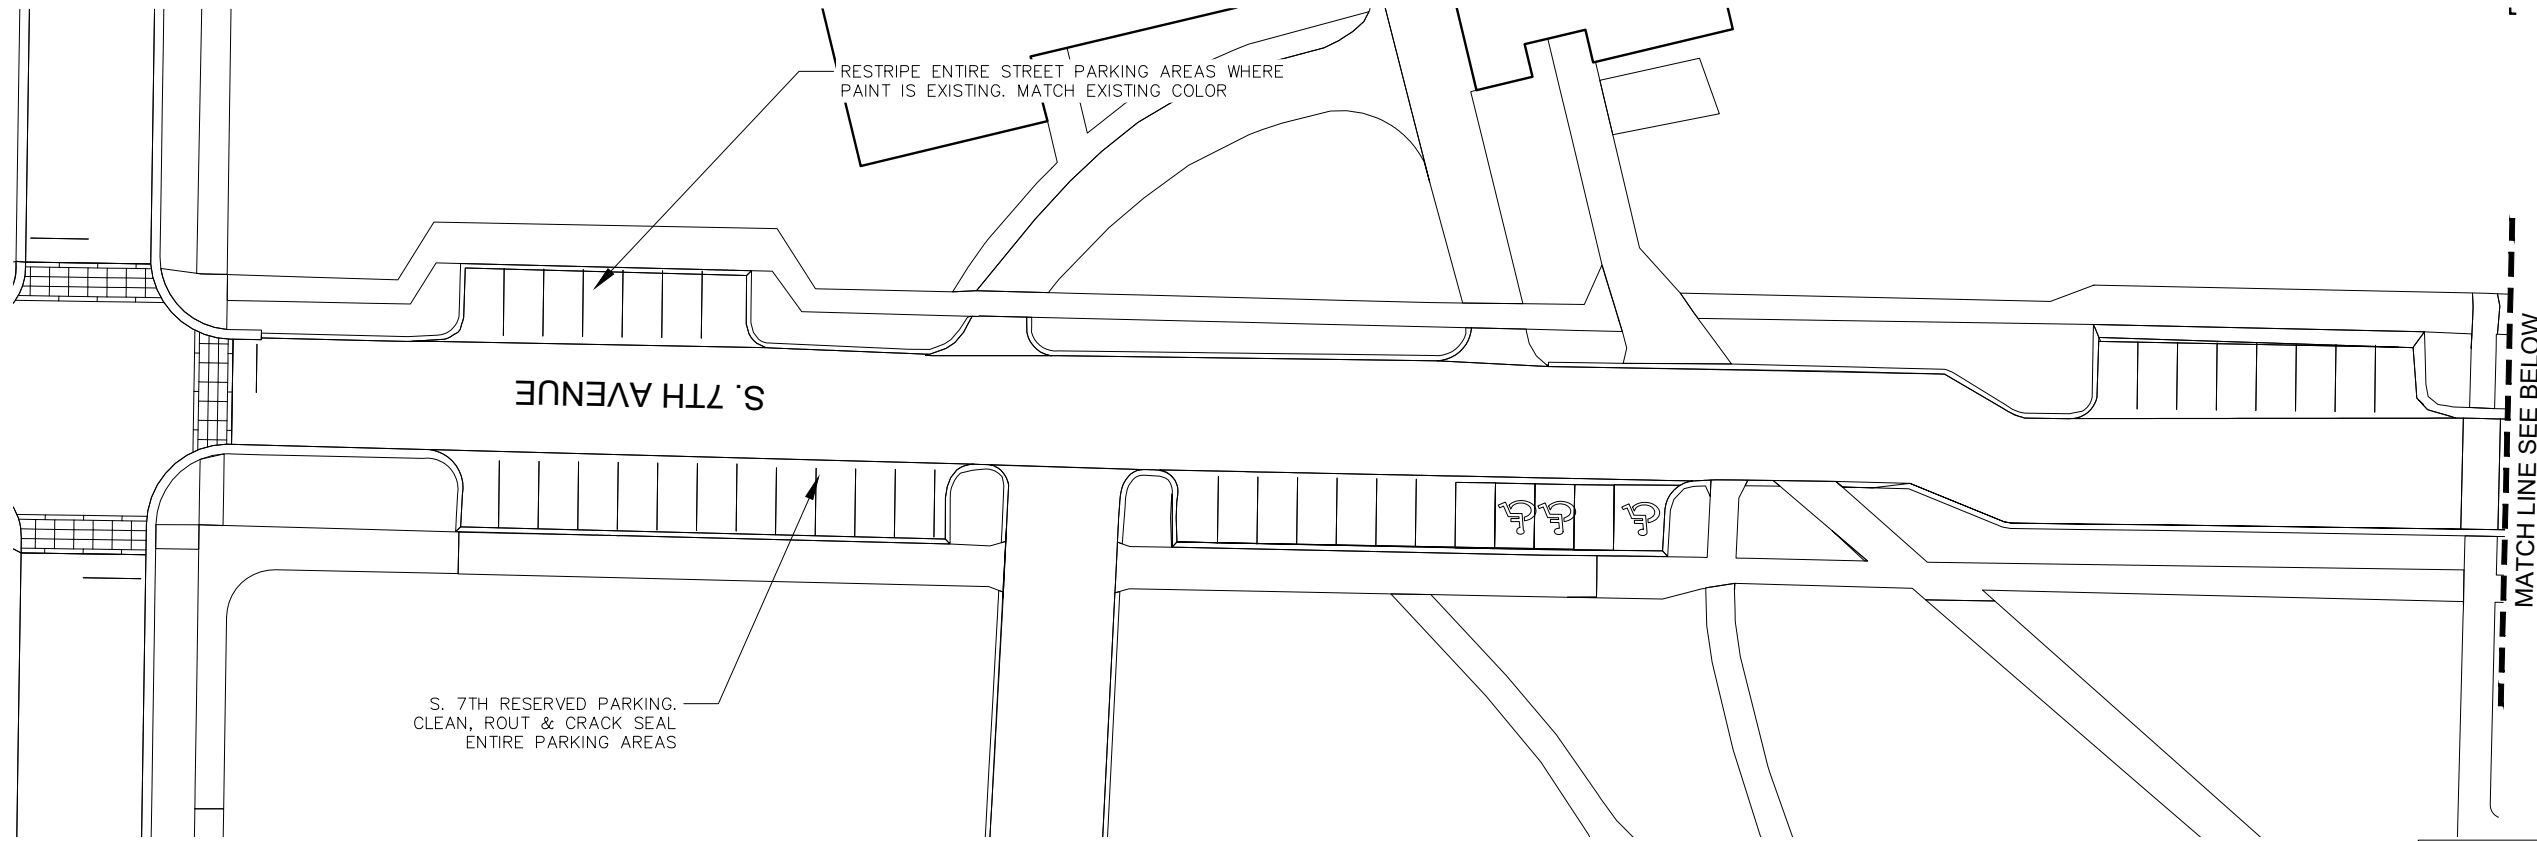 RESTRIPE ENTIRE STREET PARKING AREAS WHERE
PAINT IS EXISTING. MATCH EXISTING COLOR
S. 7TH AVENUE
MATCH LINE SEE BELOW
S. 7TH RESERVED PARKING.
CLEAN, ROUT & CRACK SEAL
ENTIRE PARKING AREAS